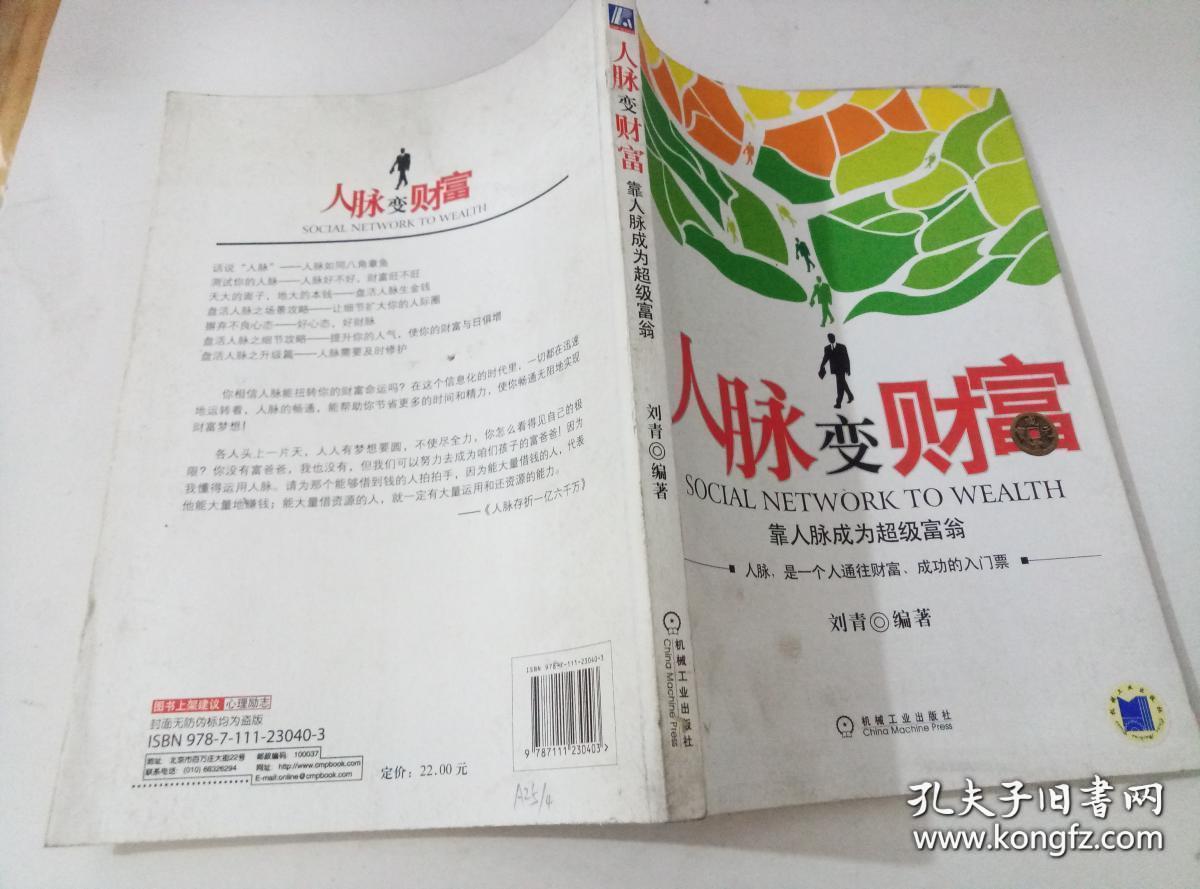 人脉变财富
SOCIAL NETWORK TO WEALTH
话说“人脉”——人脉如同八角章鱼
测试你的人脉——人脉好不好，财富旺不旺
天大的面子，地大的本钱——盘活人脉生金钱
盘活人脉之场景攻略——让细节扩大你的人际圈
摒弃不良心态——好心态，好财脉
盘活人脉之细节攻略——提升你的人气，使你的财富与日俱增
盘活人脉之升级篇——人脉需要及时修护
你相信人脉能扭转你的财富命运吗？在这个信息化的时代里，一切都在迅速
地运转着，人脉的畅通，能帮助你节省更多的时间和精力，使你畅通无阻地实现
财富梦想！
各人头上一片天，人人有梦想要圆，不使尽全力，你怎么看得见自己的极
限？你没有富爸爸，我也没有，但我们可以努力去成为咱们孩子的富爸爸！因为
我懂得运用人脉。请为那个能够借到钱的人拍拍手，因为能大量借钱的人，代表
他能大量地赚钱；能大量借资源的人，就一定有大量运用和还资源的能力。
——《人脉存折一亿六千万》
图书上架建议 心理励志
封面无防伪标均为盗版
ISBN 978-7-111-23040-3
地址：北京市百万庄大街22号 邮政编码：100037
联系电话：(010) 68326294 网址：http://www.cmpbook.com
E-mail:online@cmpbook.com
定价：22.00 元
ISBN 978-7-111-23040-3
9 787111 230403 >
A25/4
人脉变财富 靠人脉成为超级富翁
刘青◎编著
机械工业出版社
China Machine Press
人脉变财富
SOCIAL NETWORK TO WEALTH
靠人脉成为超级富翁
人脉，是一个人通往财富、成功的入门票
刘青◎编著
机械工业出版社
China Machine Press
孔夫子旧书网
www.kongfz.com